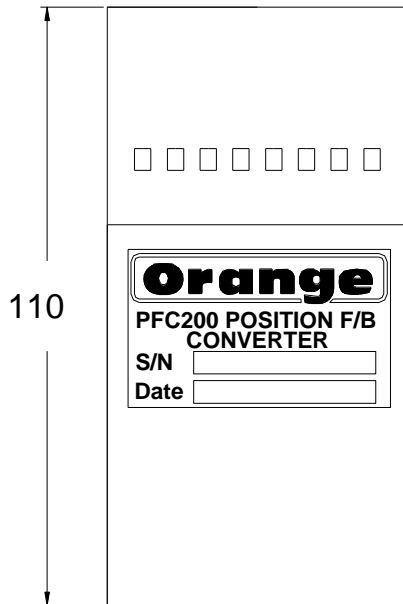 110
Orange
PFC200 POSITION F/B
CONVERTER
S/N
Date